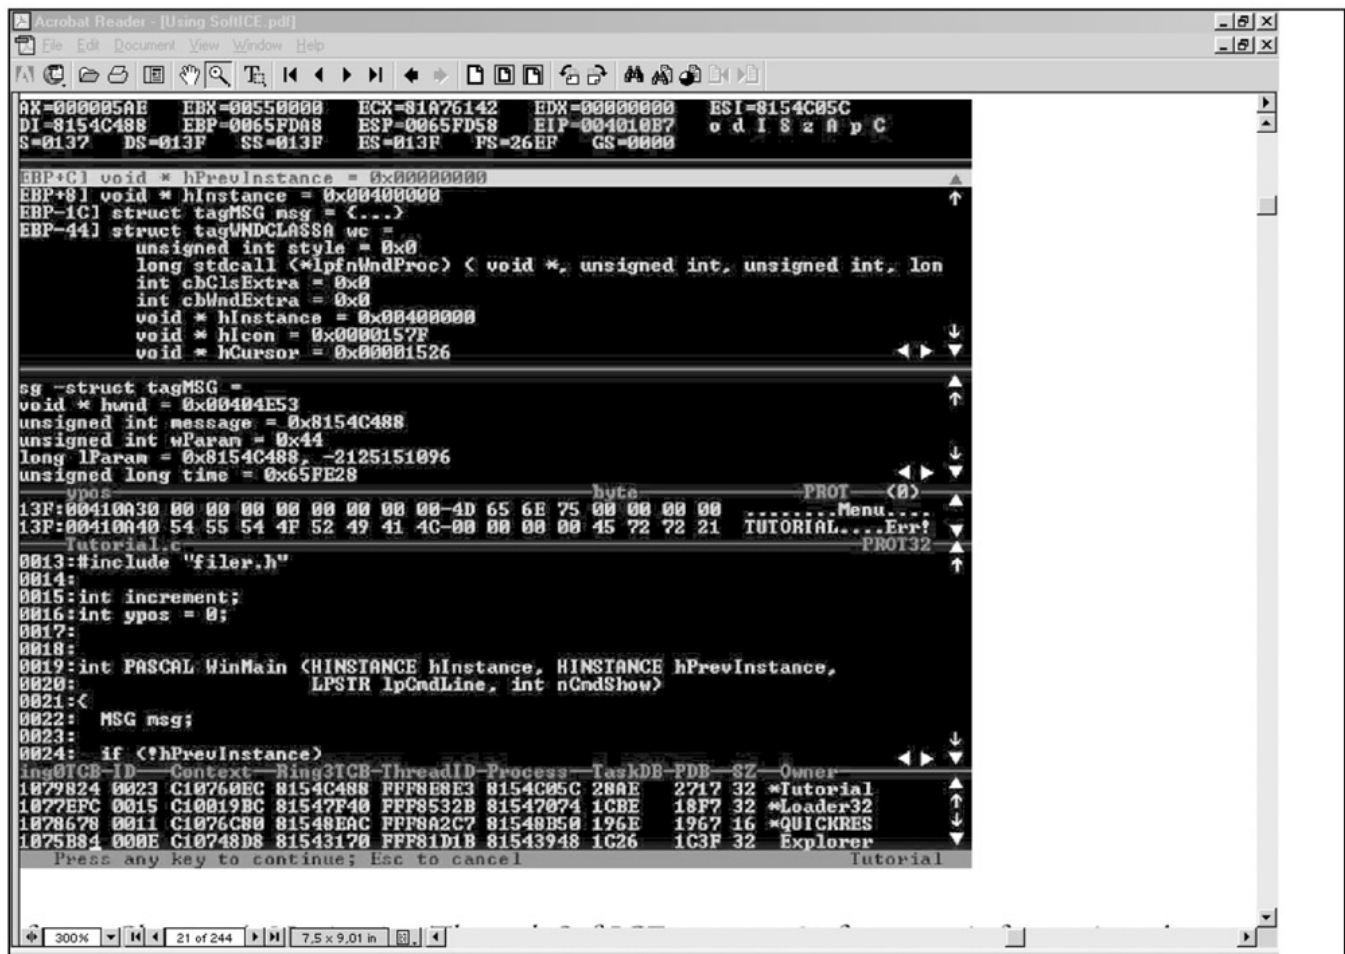 Acrobat Reader - [Using SoftICE.pdf]
File Edit Document View Window Help
AX=000005AE EBX=00550000 ECX=81A76142 EDX=00000000 ESI=8154C05C
DI=8154C488 EBP=0065FDA8 ESP=0065FD58 EIP=004010B7 o d I S z A p C
S=0137 DS=013F SS=013F ES=013F FS=26EF GS=0000
EBP+C] void * hPrevInstance = 0x00000000
EBP+8] void * hInstance = 0x00400000
EBP-1C] struct tagMSG msg = {...}
EBP-44] struct tagWNDCLASSA wc =
unsigned int style = 0x0
long stdcall (*lpfnWndProc) ( void *, unsigned int, unsigned int, lon
int cbClsExtra = 0x0
int cbWndExtra = 0x0
void * hInstance = 0x00400000
void * hIcon = 0x0000157F
void * hCursor = 0x00001526
sg -struct tagMSG =
void * hwnd = 0x00404E53
unsigned int message = 0x8154C488
unsigned int wParam = 0x44
long lParam = 0x8154C488, -2125151096
unsigned long time = 0x65FE28
ypos byte PROT (0)
13F:00410A30 00 00 00 00 00 00 00 00-4D 65 6E 75 00 00 00 00 ........Menu....
13F:00410A40 54 55 54 4F 52 49 41 4C-00 00 00 00 45 72 72 21 TUTORIAL....Err!
Tutorial.c PROT32
0013:#include "filer.h"
0014:
0015:int increment;
0016:int ypos = 0;
0017:
0018:
0019:int PASCAL WinMain (HINSTANCE hInstance, HINSTANCE hPrevInstance,
0020: LPSTR lpCmdLine, int nCmdShow)
0021:{
0022: MSG msg;
0023:
0024: if (!hPrevInstance)
ing0TCB ID Context Ring3TCB ThreadID Process TaskDB PDB SZ Owner
1079824 0023 C10760EC 8154C488 FFF8E8E3 8154C05C 28AE 2717 32 *Tutorial
1077EFC 0015 C10019BC 81547F40 FFF8532B 81547074 1CBE 18F7 32 *Loader32
1078678 0011 C1076C80 81548EAC FFF8A2C7 81548B50 196E 1967 16 *QUICKRES
1075B84 000E C10748D8 81543170 FFF81D1B 81543948 1C26 1C3F 32 Explorer
Press any key to continue; Esc to cancel Tutorial
300% 21 of 244 7,5 x 9,01 in